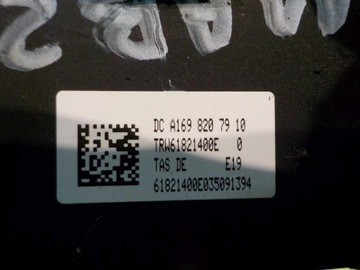 DC A169 820 79 10
TRW61821400E 0
TAS DE E19
61821400E035091394